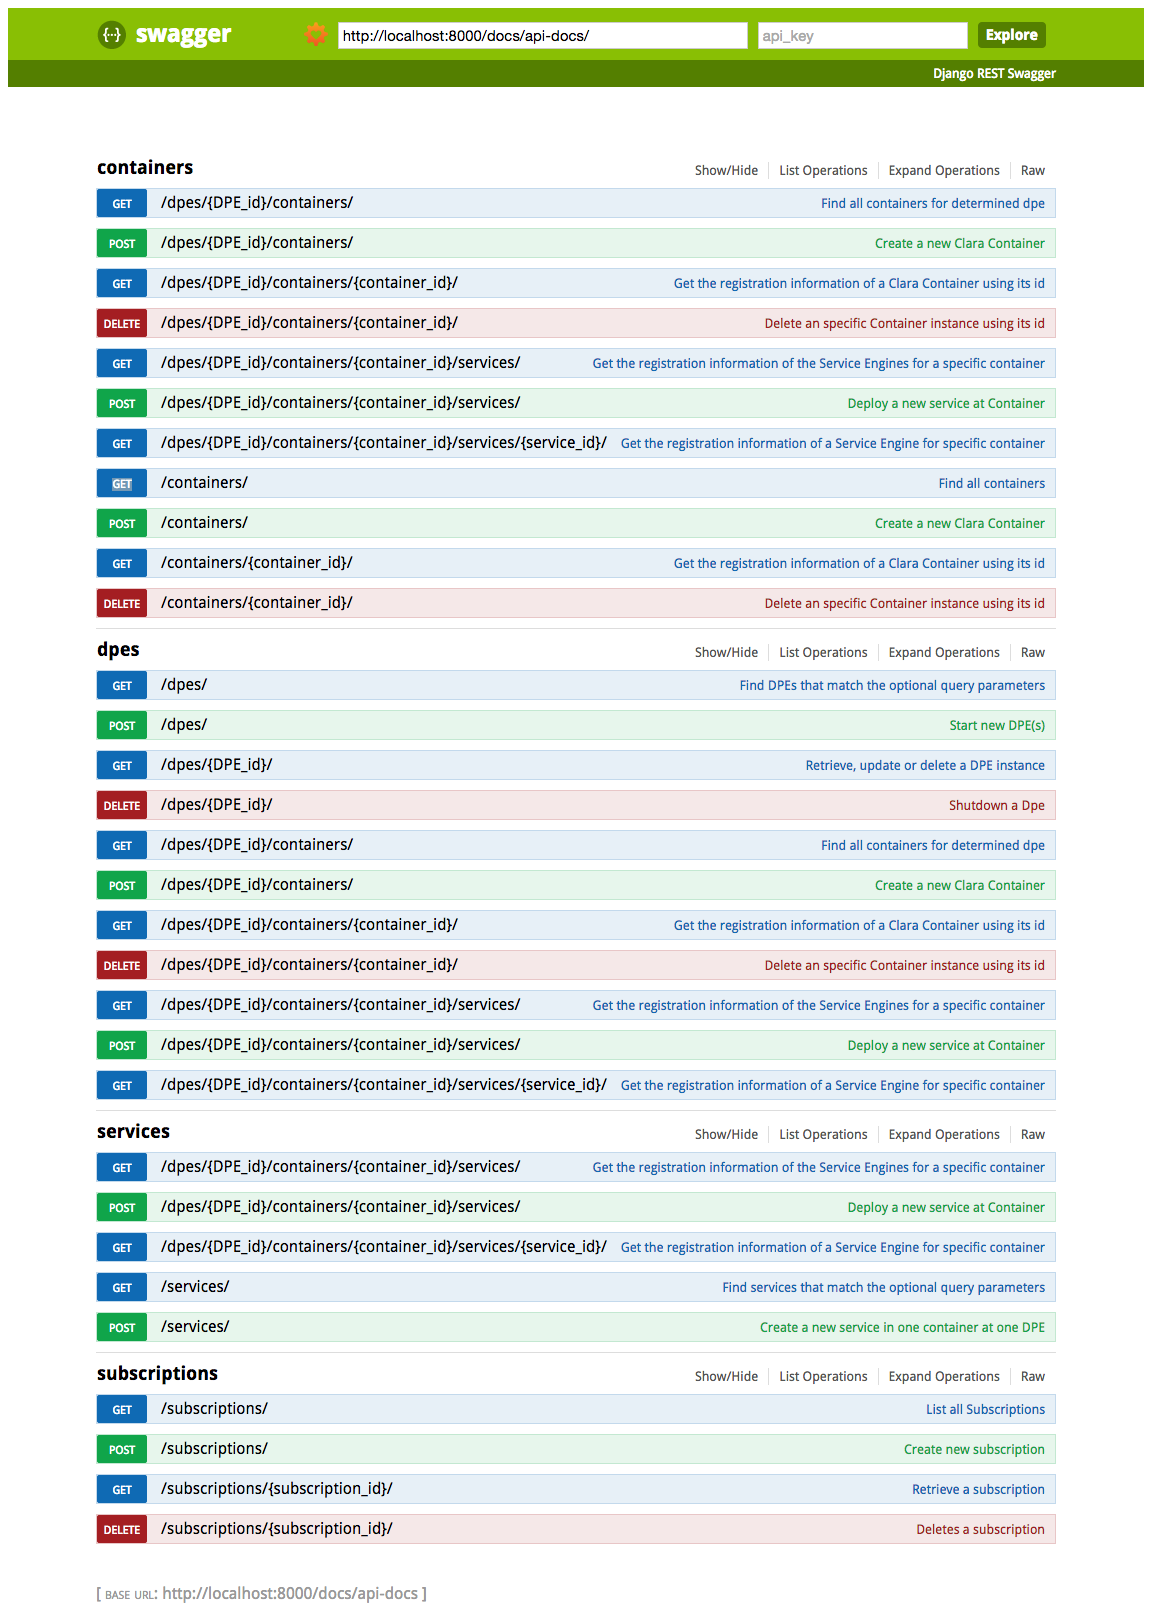 {··} swagger http://localhost:8000/docs/api-docs/ api_key Explore
Django REST Swagger
containers Show/Hide List Operations Expand Operations Raw
GET /dpes/{DPE_id}/containers/ Find all containers for determined dpe
POST /dpes/{DPE_id}/containers/ Create a new Clara Container
GET /dpes/{DPE_id}/containers/{container_id}/ Get the registration information of a Clara Container using its id
DELETE /dpes/{DPE_id}/containers/{container_id}/ Delete an specific Container instance using its id
GET /dpes/{DPE_id}/containers/{container_id}/services/ Get the registration information of the Service Engines for a specific container
POST /dpes/{DPE_id}/containers/{container_id}/services/ Deploy a new service at Container
GET /dpes/{DPE_id}/containers/{container_id}/services/{service_id}/ Get the registration information of a Service Engine for specific container
GET /containers/ Find all containers
POST /containers/ Create a new Clara Container
GET /containers/{container_id}/ Get the registration information of a Clara Container using its id
DELETE /containers/{container_id}/ Delete an specific Container instance using its id
dpes Show/Hide List Operations Expand Operations Raw
GET /dpes/ Find DPEs that match the optional query parameters
POST /dpes/ Start new DPE(s)
GET /dpes/{DPE_id}/ Retrieve, update or delete a DPE instance
DELETE /dpes/{DPE_id}/ Shutdown a Dpe
GET /dpes/{DPE_id}/containers/ Find all containers for determined dpe
POST /dpes/{DPE_id}/containers/ Create a new Clara Container
GET /dpes/{DPE_id}/containers/{container_id}/ Get the registration information of a Clara Container using its id
DELETE /dpes/{DPE_id}/containers/{container_id}/ Delete an specific Container instance using its id
GET /dpes/{DPE_id}/containers/{container_id}/services/ Get the registration information of the Service Engines for a specific container
POST /dpes/{DPE_id}/containers/{container_id}/services/ Deploy a new service at Container
GET /dpes/{DPE_id}/containers/{container_id}/services/{service_id}/ Get the registration information of a Service Engine for specific container
services Show/Hide List Operations Expand Operations Raw
GET /dpes/{DPE_id}/containers/{container_id}/services/ Get the registration information of the Service Engines for a specific container
POST /dpes/{DPE_id}/containers/{container_id}/services/ Deploy a new service at Container
GET /dpes/{DPE_id}/containers/{container_id}/services/{service_id}/ Get the registration information of a Service Engine for specific container
GET /services/ Find services that match the optional query parameters
POST /services/ Create a new service in one container at one DPE
subscriptions Show/Hide List Operations Expand Operations Raw
GET /subscriptions/ List all Subscriptions
POST /subscriptions/ Create new subscription
GET /subscriptions/{subscription_id}/ Retrieve a subscription
DELETE /subscriptions/{subscription_id}/ Deletes a subscription
[ BASE URL: http://localhost:8000/docs/api-docs ]